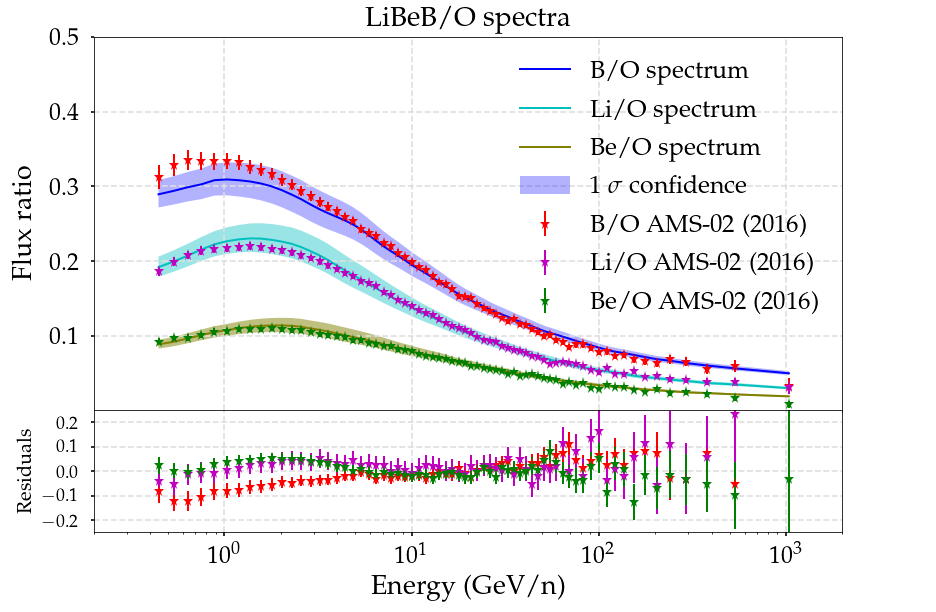 LiBeB/O spectra
0.5
0.4
0.3
0.2
0.1
Flux ratio
B/O spectrum
Li/O spectrum
Be/O spectrum
1 σ confidence
B/O AMS-02 (2016)
Li/O AMS-02 (2016)
Be/O AMS-02 (2016)
0.2
0.1
0.0
−0.1
−0.2
Residuals
10⁰ 10¹ 10² 10³
Energy (GeV/n)